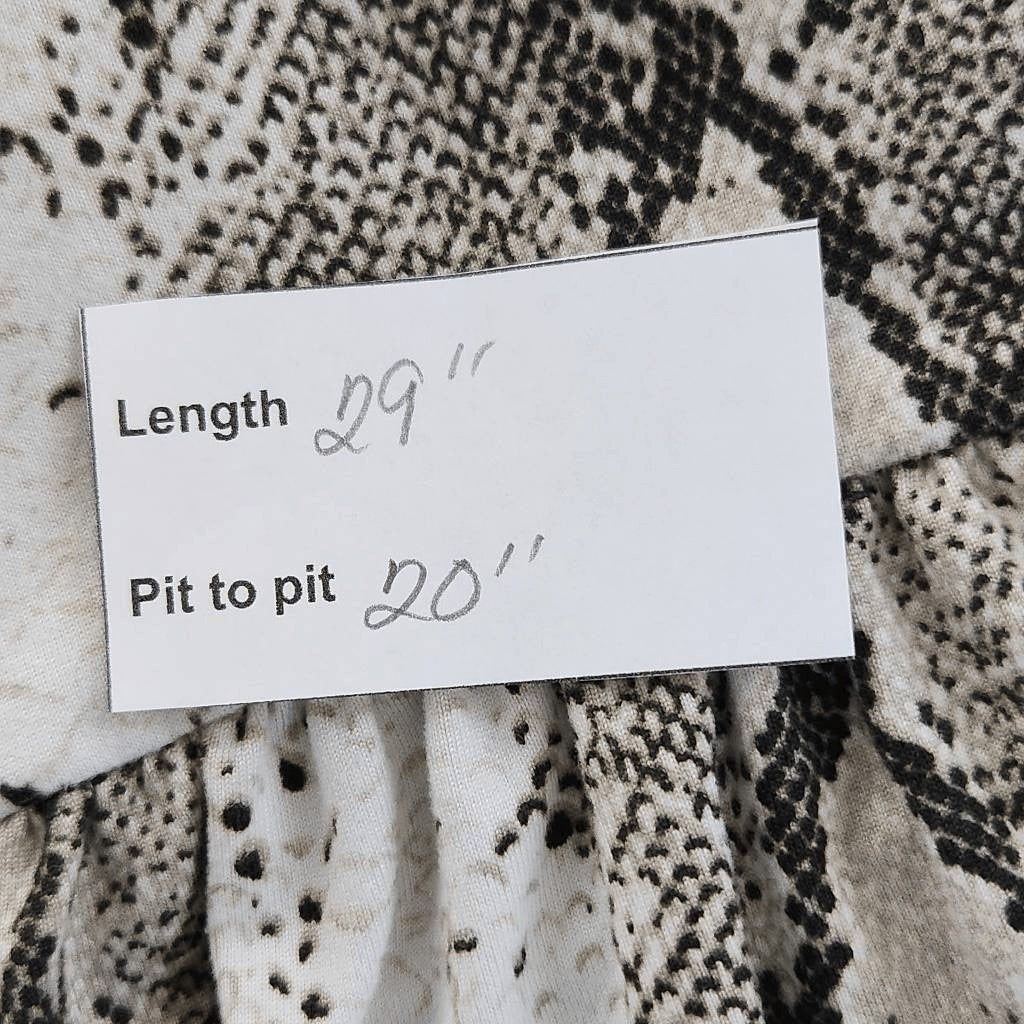 Length 29"
Pit to pit 20"